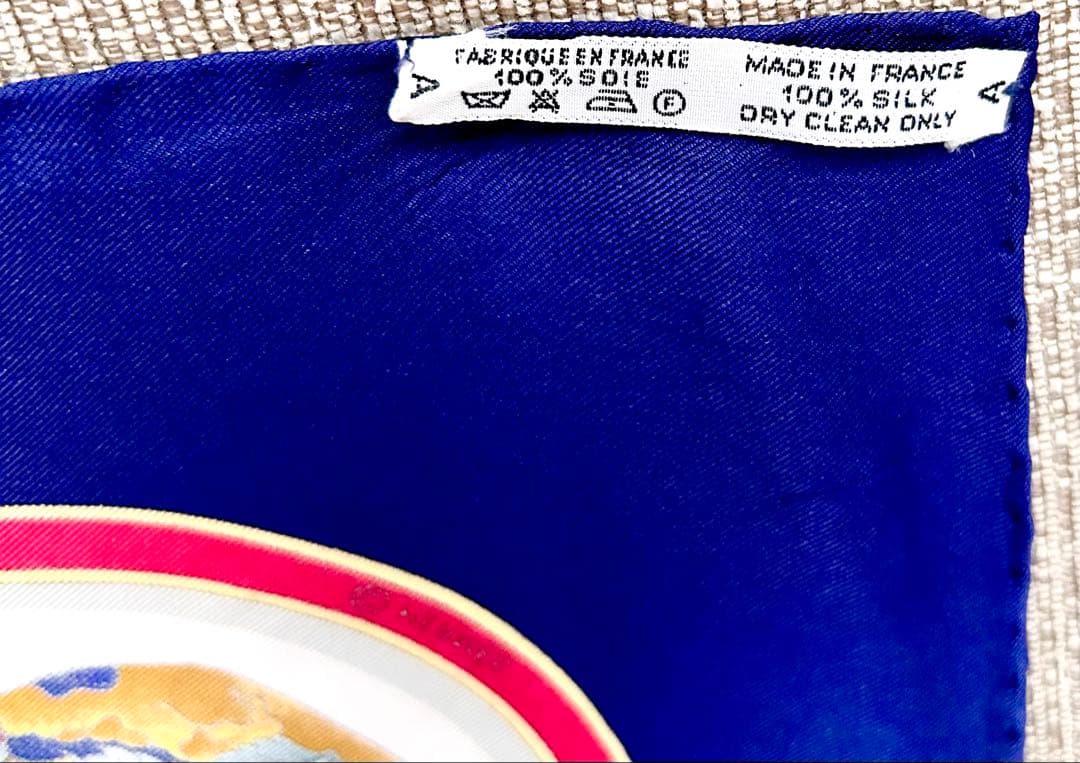 FABRIQUE EN FRANCE
100% SOIE
F
A
MADE IN FRANCE
100% SILK
DRY CLEAN ONLY
A